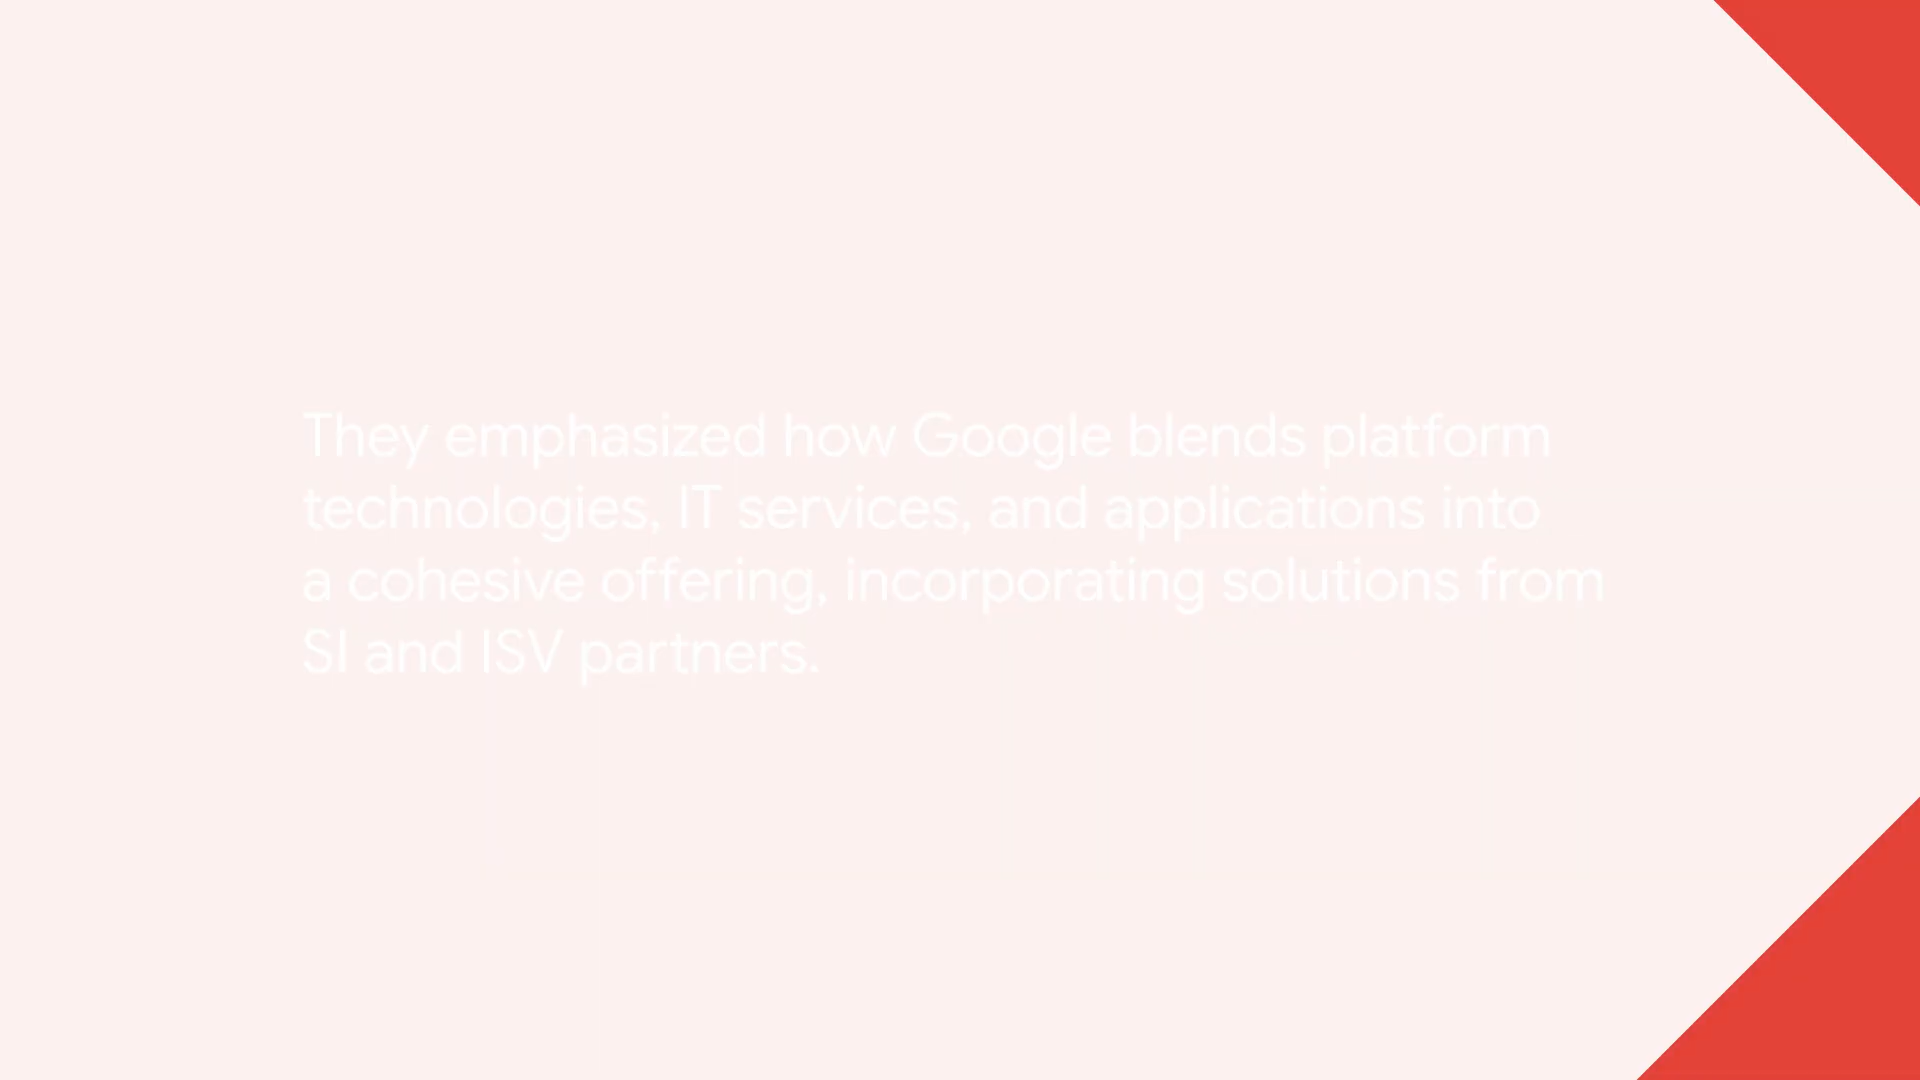 They emphasized how Google blends platform
technologies, IT services, and applications into
a cohesive offering, incorporating solutions from
SI and ISV partners.